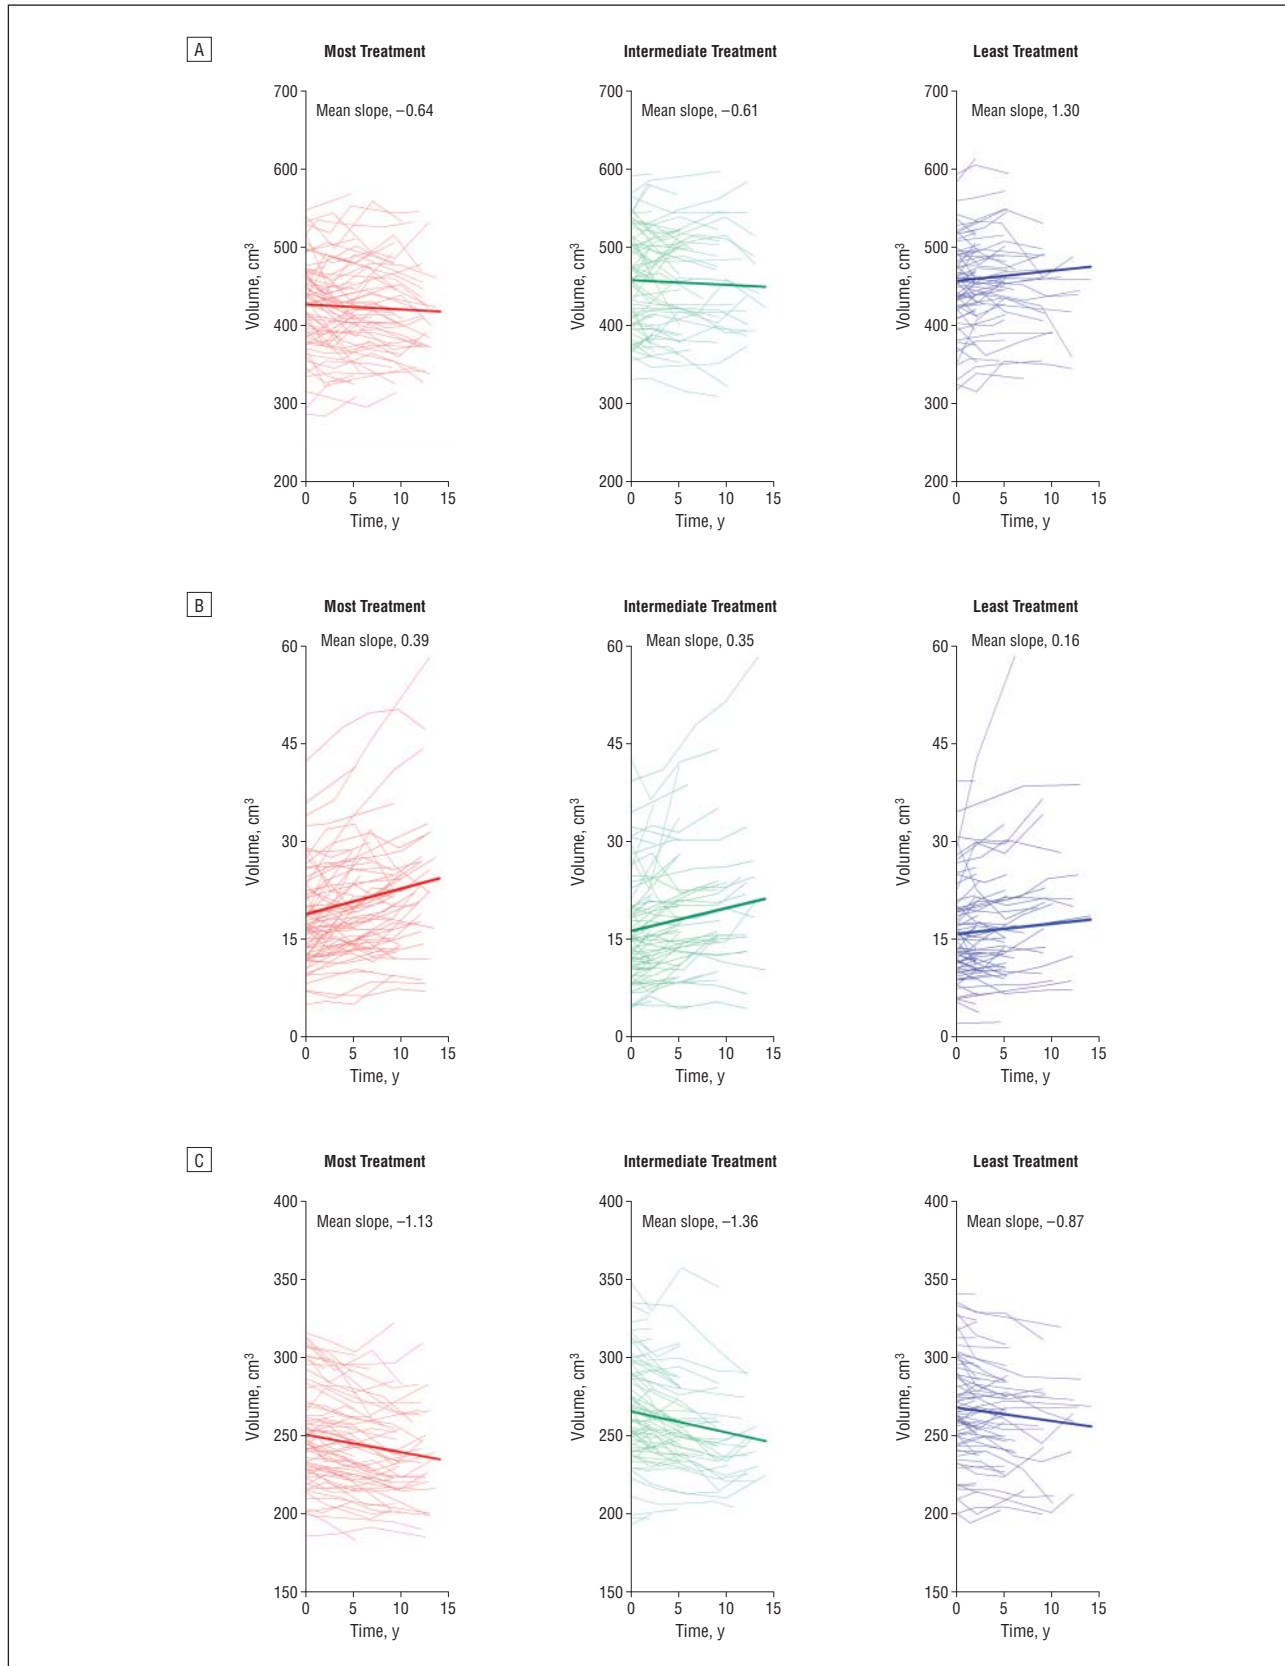 A
Most Treatment
Intermediate Treatment
Least Treatment
Mean slope, –0.64
Mean slope, –0.61
Mean slope, 1.30
700
600
500
400
300
200
Volume, cm³
0 5 10 15
Time, y
700
600
500
400
300
200
Volume, cm³
0 5 10 15
Time, y
700
600
500
400
300
200
Volume, cm³
0 5 10 15
Time, y
B
Most Treatment
Intermediate Treatment
Least Treatment
Mean slope, 0.39
Mean slope, 0.35
Mean slope, 0.16
60
45
30
15
0
Volume, cm³
0 5 10 15
Time, y
60
45
30
15
0
Volume, cm³
0 5 10 15
Time, y
60
45
30
15
0
Volume, cm³
0 5 10 15
Time, y
C
Most Treatment
Intermediate Treatment
Least Treatment
Mean slope, –1.13
Mean slope, –1.36
Mean slope, –0.87
400
350
300
250
200
150
Volume, cm³
0 5 10 15
Time, y
400
350
300
250
200
150
Volume, cm³
0 5 10 15
Time, y
400
350
300
250
200
150
Volume, cm³
0 5 10 15
Time, y